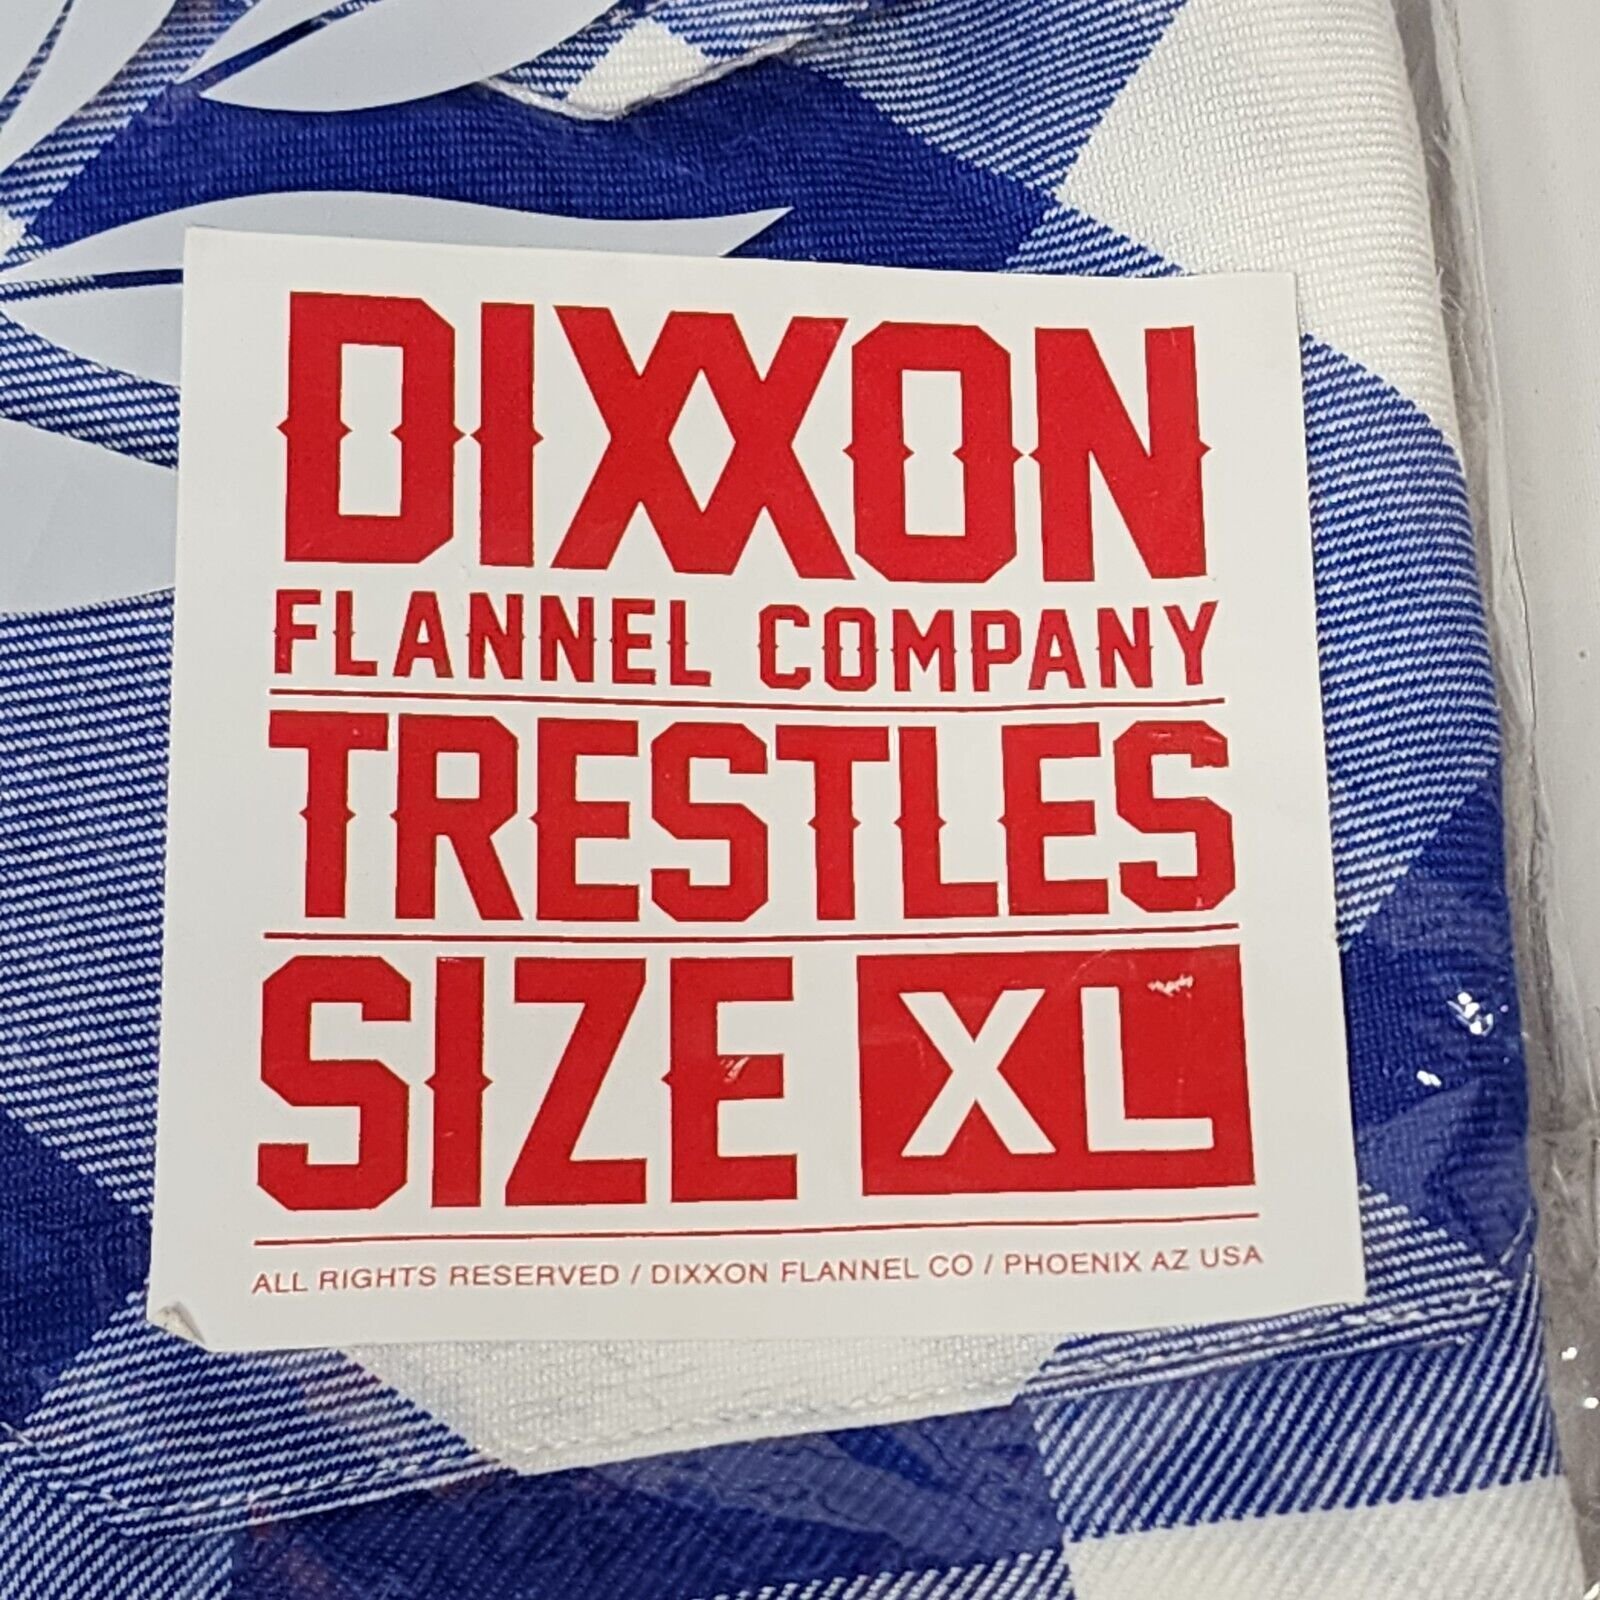 DIXXON
FLANNEL COMPANY
TRESTLES
SIZE XL
ALL RIGHTS RESERVED / DIXXON FLANNEL CO / PHOENIX AZ USA